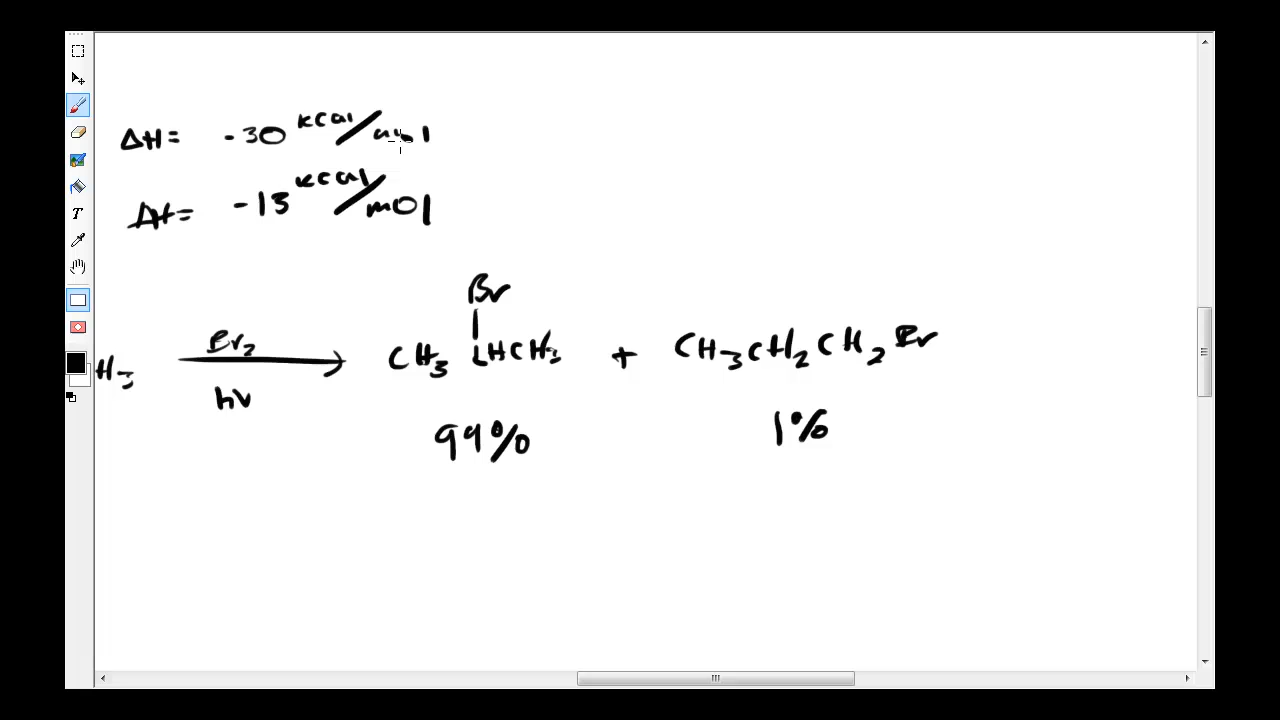 ΔH = -30 kcal/mol
ΔH = -15 kcal/mol
Br
H3 Br2 CH3 CHCH3 + CH3CH2CH2Br
hν
99% 1%
T